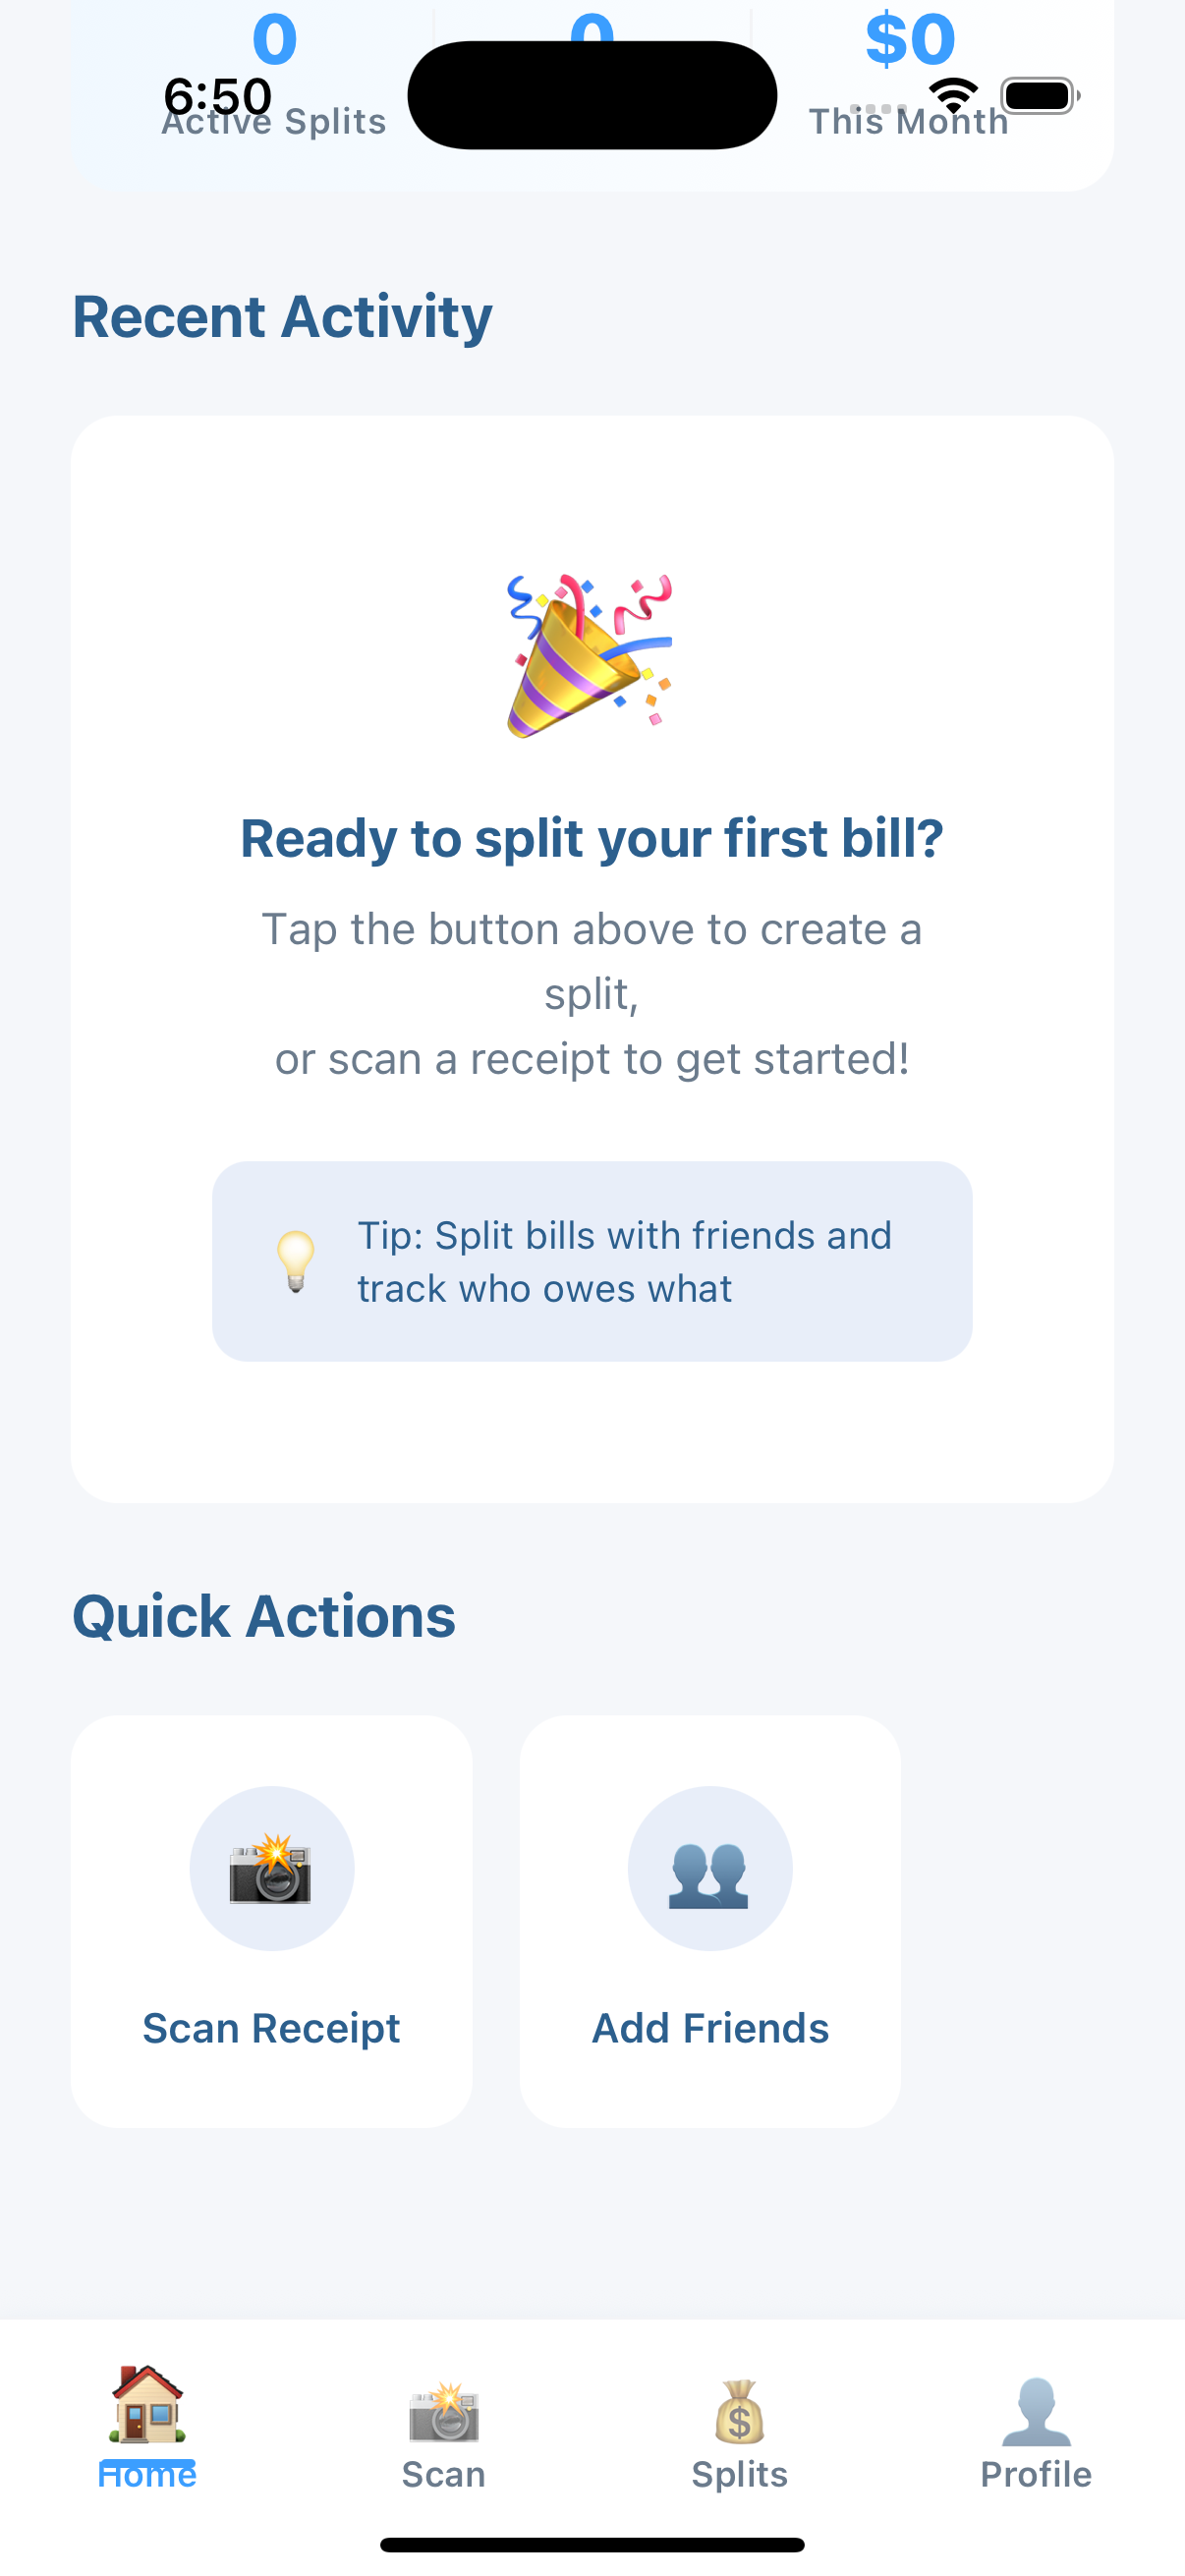 0
0
$0
6:50
Active Splits
This Month
Recent Activity
Ready to split your first bill?
Tap the button above to create a
split,
or scan a receipt to get started!
Tip: Split bills with friends and
track who owes what
Quick Actions
Scan Receipt
Add Friends
Home
Scan
Splits
Profile